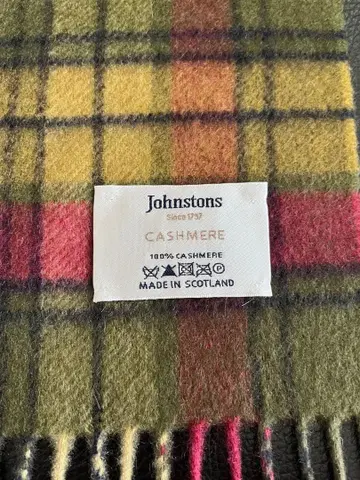 Johnstons
Since 1797
CASHMERE
100% CASHMERE
P
MADE IN SCOTLAND